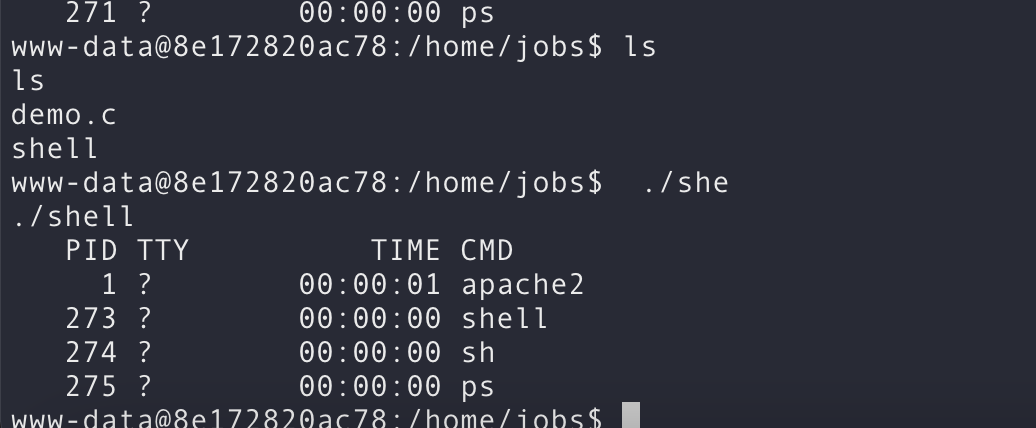 271 ?        00:00:00 ps
www-data@8e172820ac78:/home/jobs$ ls
ls
demo.c
shell
www-data@8e172820ac78:/home/jobs$  ./she
./shell
   PID TTY          TIME CMD
     1 ?        00:00:01 apache2
   273 ?        00:00:00 shell
   274 ?        00:00:00 sh
   275 ?        00:00:00 ps
www-data@8e172820ac78:/home/jobs$